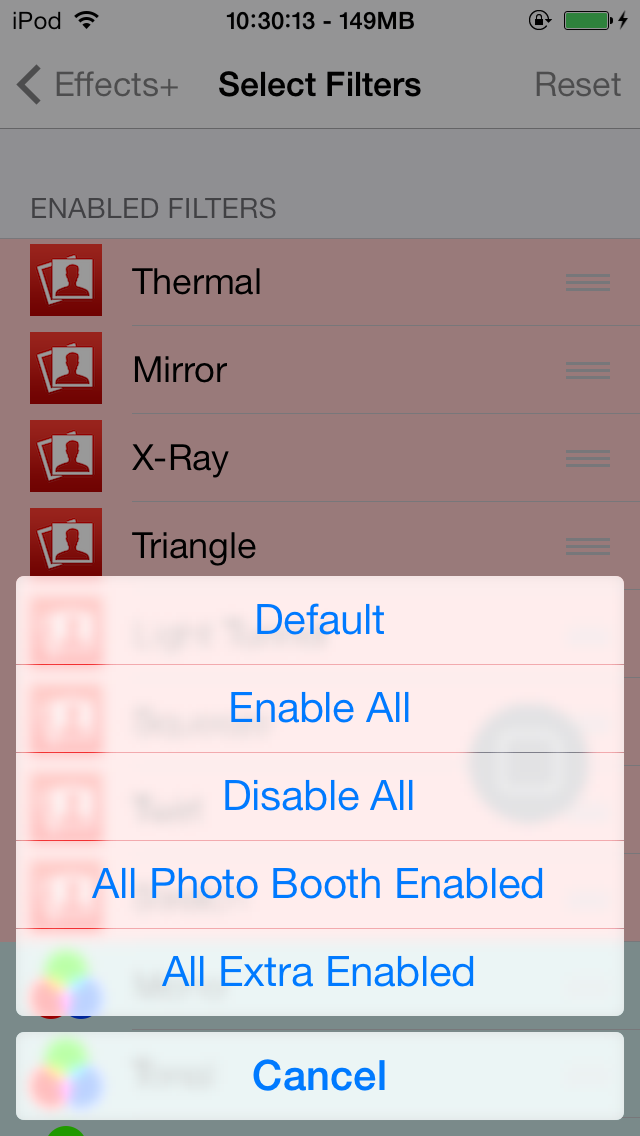 iPod 10:30:13 - 149MB
Effects+ Select Filters Reset
ENABLED FILTERS
Thermal
Mirror
X-Ray
Triangle
Default
Enable All
Disable All
All Photo Booth Enabled
All Extra Enabled
Cancel